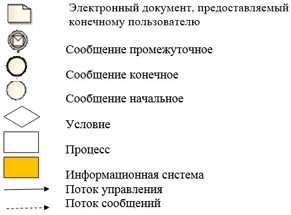 Электронный документ, предоставляемый
конечному пользователю
Сообщение промежуточное
Сообщение конечное
Сообщение начальное
Условие
Процесс
Информационная система
Поток управления
Поток сообщений